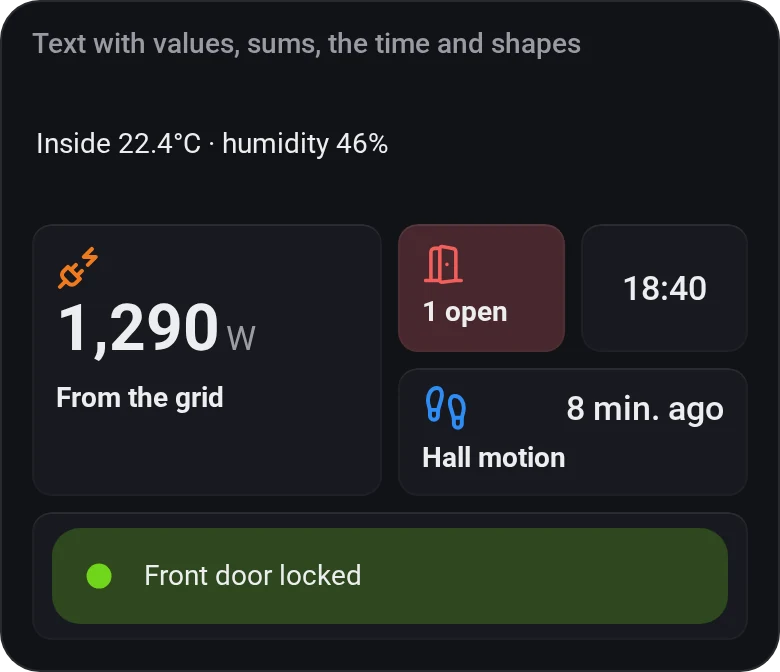 Text with values, sums, the time and shapes
Inside 22.4°C · humidity 46%
1,290 W
From the grid
1 open
18:40
8 min. ago
Hall motion
Front door locked